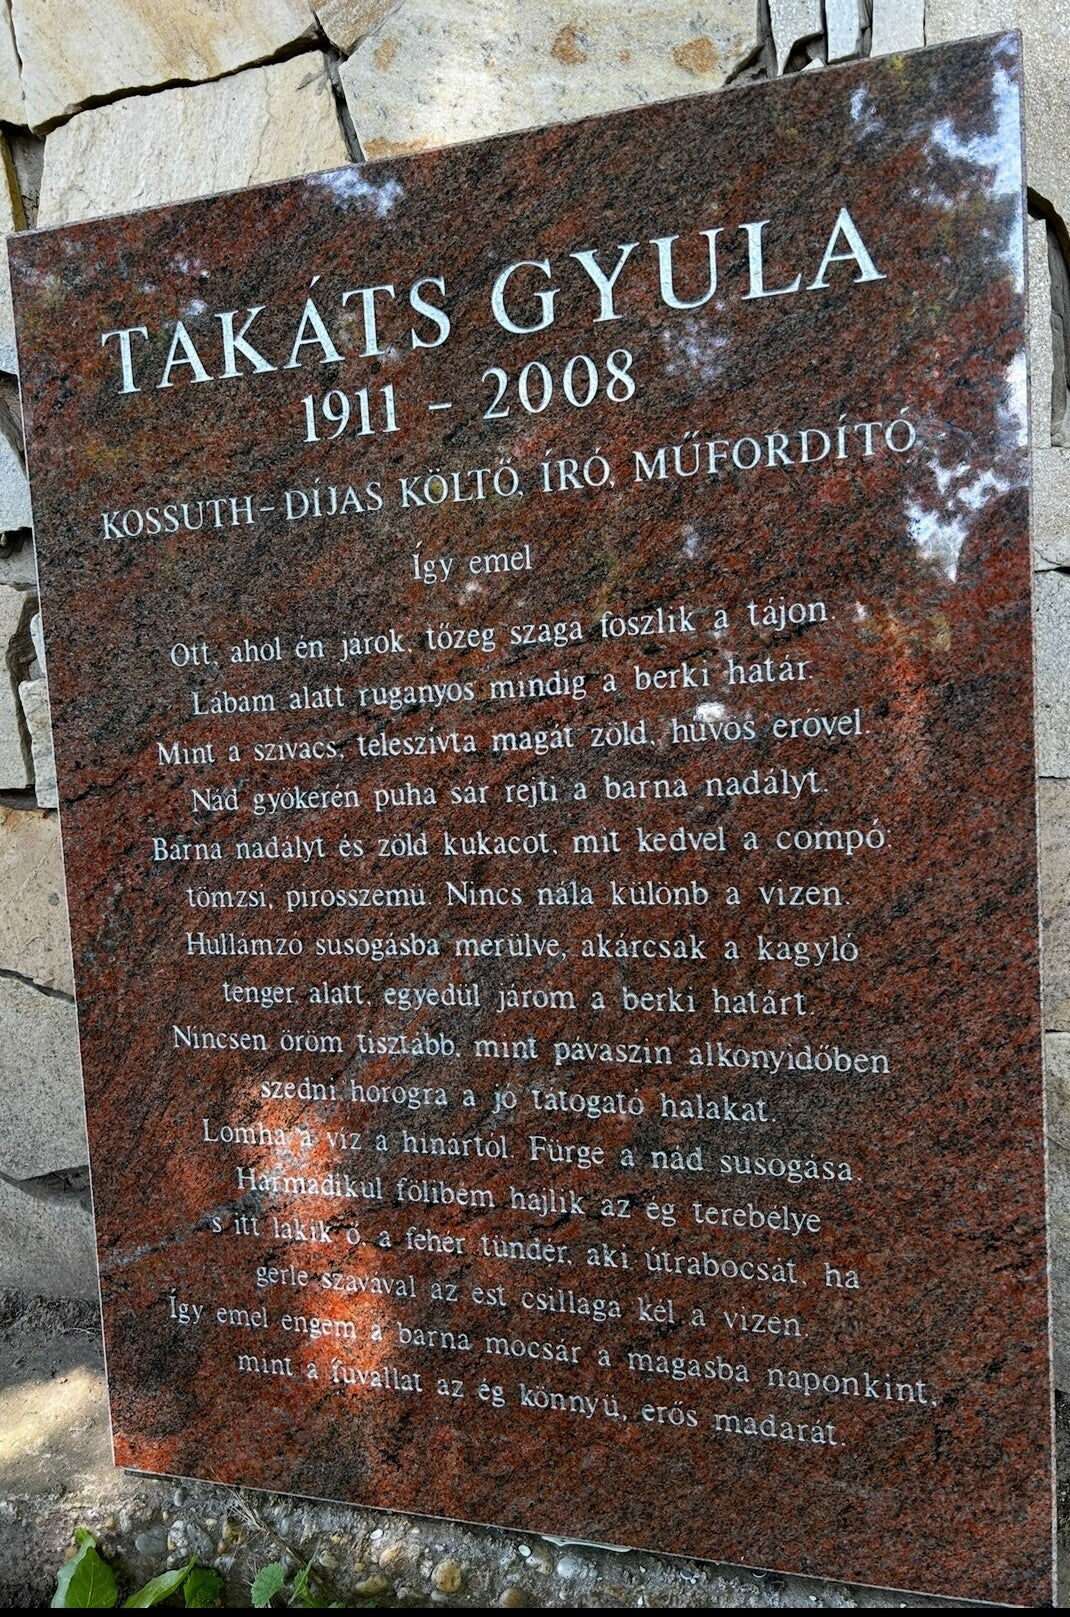 TAKÁTS GYULA
1911 - 2008
KOSSUTH-DÍJAS KÖLTŐ, ÍRÓ, MŰFORDÍTÓ
Így emel
Ott, ahol én járok, tőzeg szaga foszlik a tájon.
Lábam alatt ruganyos mindig a berki határ.
Mint a szivacs, teleszívta magát zöld, hűvös erővel.
Nád gyökerén puha sár rejti a barna nadályt.
Barna nadályt és zöld kukacot, mit kedvel a compó:
tömzsi, pirosszemü. Nincs nála különb a vizen.
Hullámzó susogásba merülve, akárcsak a kagyló
tenger alatt, egyedül járom a berki határt.
Nincsen öröm tisztább, mint pávaszin alkonyidőben
szedni horogra a jó tátogató halakat.
Lomha a víz a hinártól. Fürge a nád susogása.
Harmadikul fölibém hajlik az ég terebélye
s itt lakik ő, a fehér tündér, aki útrabocsát, ha
gerle szavával az est csillaga kél a vizen.
Így emel engem a barna mocsár a magasba naponkint,
mint a fuvallat az ég könnyü, erős madarát.